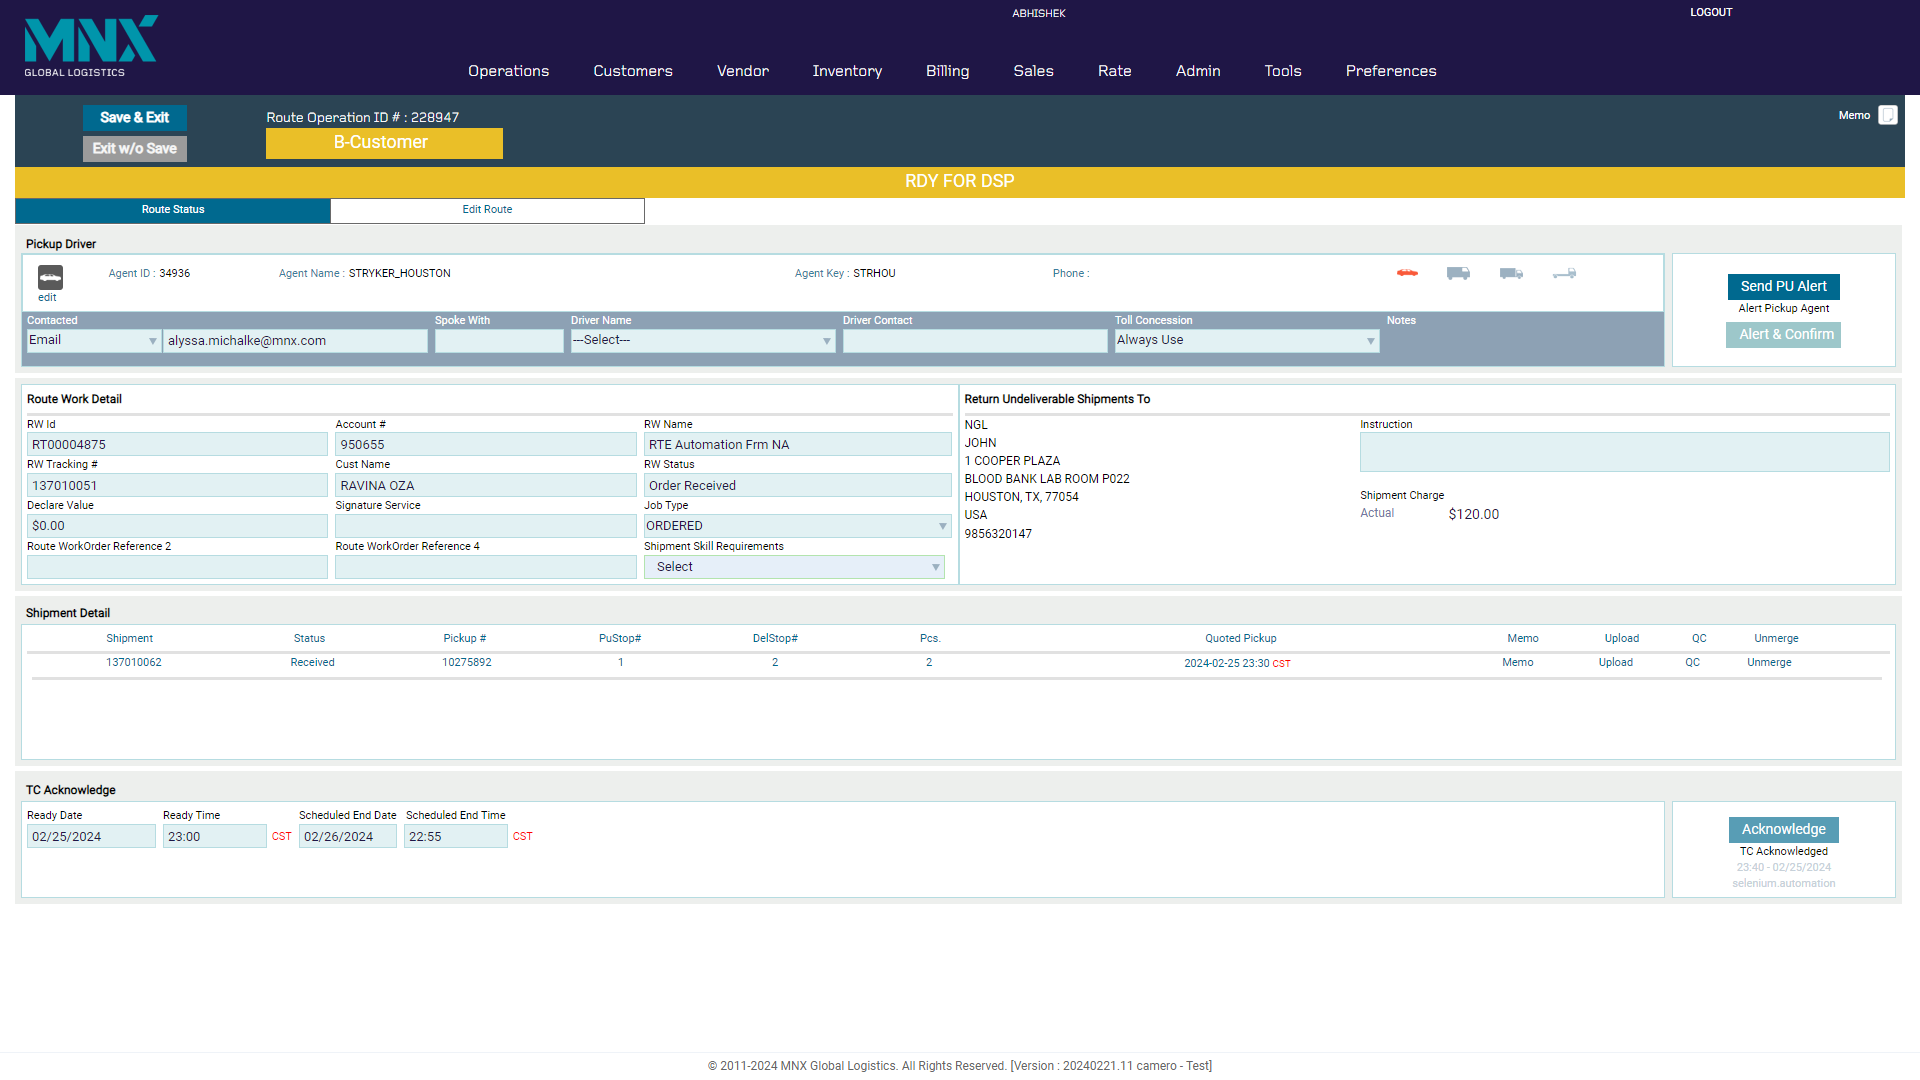 MNX
GLOBAL LOGISTICS
ABHISHEK
LOGOUT
Operations Customers Vendor Inventory Billing Sales Rate Admin Tools Preferences
Save & Exit
Exit w/o Save
Route Operation ID # : 228947
B-Customer
Memo
RDY FOR DSP
Route Status Edit Route
Pickup Driver
edit
Agent ID : 34936 Agent Name : STRYKER_HOUSTON Agent Key : STRHOU Phone :
Contacted Spoke With Driver Name Driver Contact Toll Concession Notes
Email alyssa.michalke@mnx.com ---Select--- Always Use
Send PU Alert
Alert Pickup Agent
Alert & Confirm
Route Work Detail
RW Id Account # RW Name
RT00004875 950655 RTE Automation Frm NA
RW Tracking # Cust Name RW Status
137010051 RAVINA OZA Order Received
Declare Value Signature Service Job Type
$0.00 ORDERED
Route WorkOrder Reference 2 Route WorkOrder Reference 4 Shipment Skill Requirements
Select
Return Undeliverable Shipments To
NGL
JOHN
1 COOPER PLAZA
BLOOD BANK LAB ROOM P022
HOUSTON, TX, 77054
USA
9856320147
Instruction
Shipment Charge
Actual $120.00
Shipment Detail
Shipment Status Pickup # PuStop# DelStop# Pcs. Quoted Pickup Memo Upload QC Unmerge
137010062 Received 10275892 1 2 2 2024-02-25 23:30 CST Memo Upload QC Unmerge
TC Acknowledge
Ready Date Ready Time Scheduled End Date Scheduled End Time
02/25/2024 23:00 CST 02/26/2024 22:55 CST
Acknowledge
TC Acknowledged
23:40 - 02/25/2024
selenium.automation
© 2011-2024 MNX Global Logistics. All Rights Reserved. [Version : 20240221.11 camero - Test]